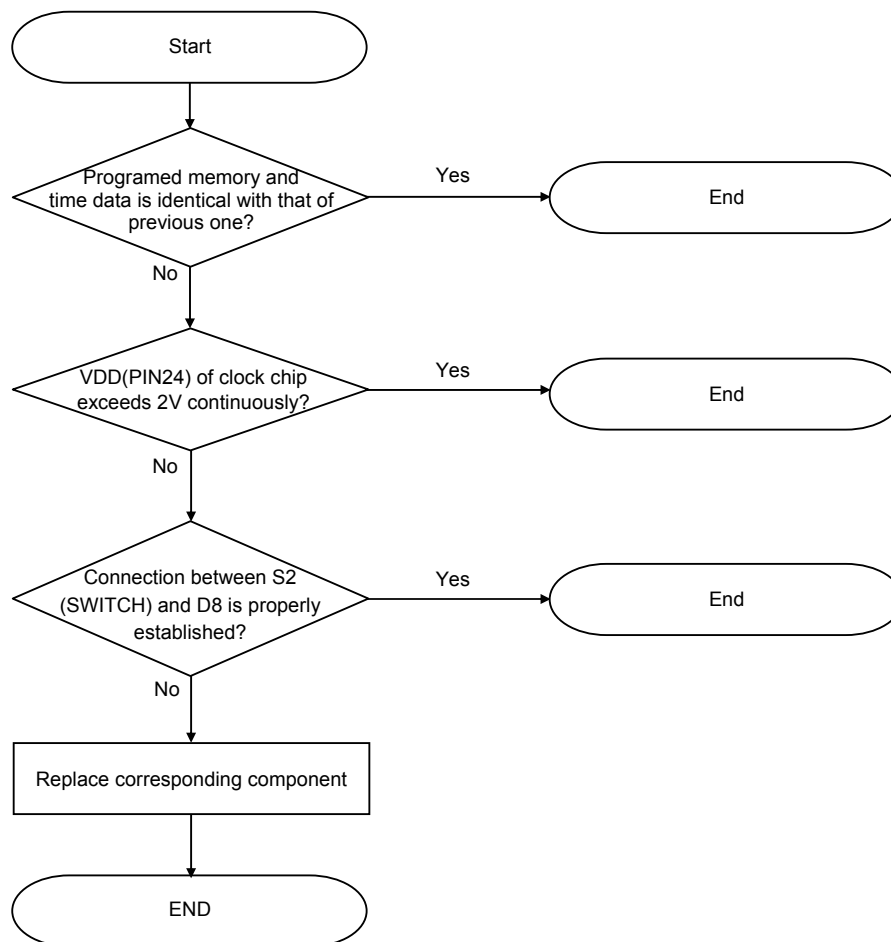 Start
Programed memory and
time data is identical with that of
previous one?
Yes
End
No
VDD(PIN24) of clock chip
exceeds 2V continuously?
Yes
End
No
Connection between S2
(SWITCH) and D8 is properly
established?
Yes
End
No
Replace corresponding component
END